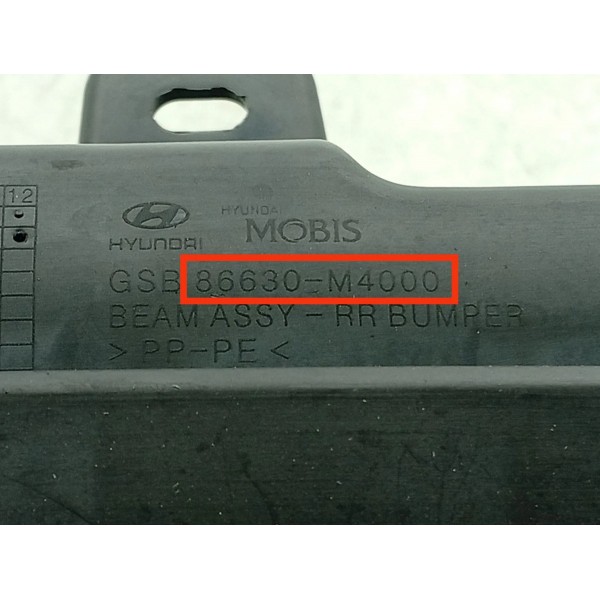 12
HYUNDAI
HYUNDAI
MOBIS
GSB 86630-M4000
BEAM ASSY - RR BUMPER
> PP-PE <